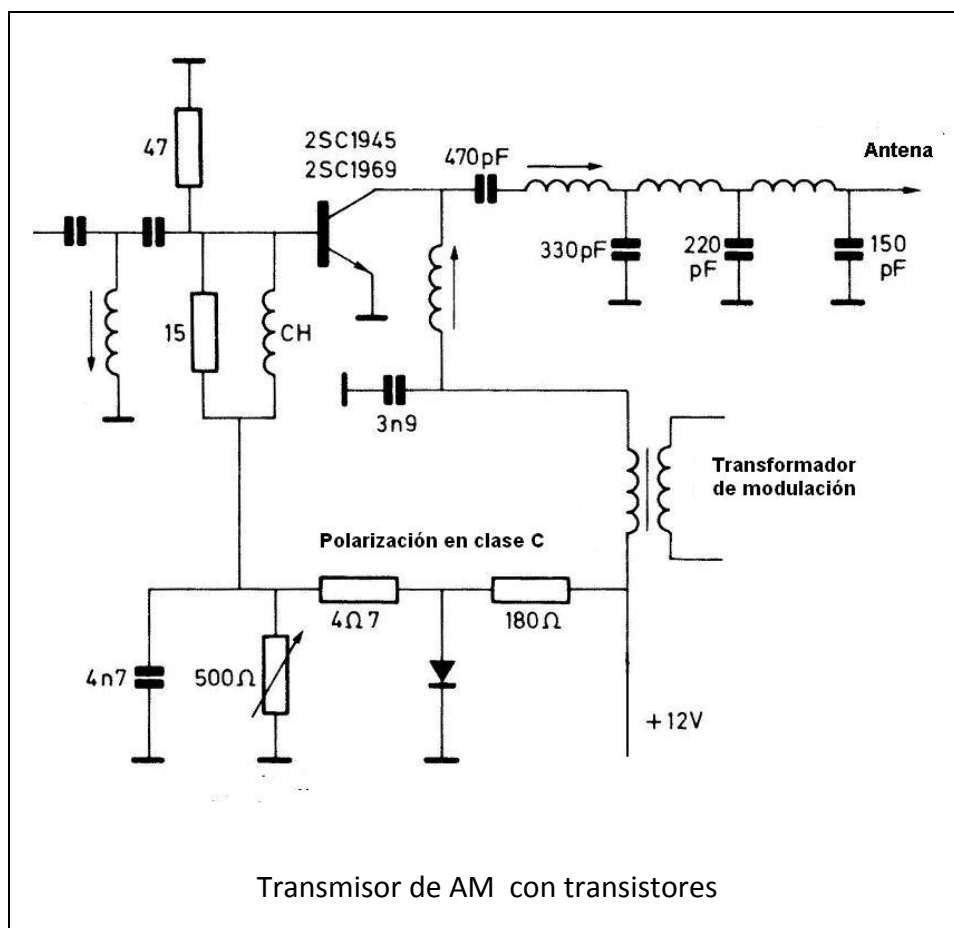 47
2SC1945
2SC1969
470pF
Antena
330pF
220
pF
150
pF
15
CH
3n9
Transformador
de modulación
Polarización en clase C
4Ω7
180Ω
4n7
500Ω
+12V
Transmisor de AM con transistores